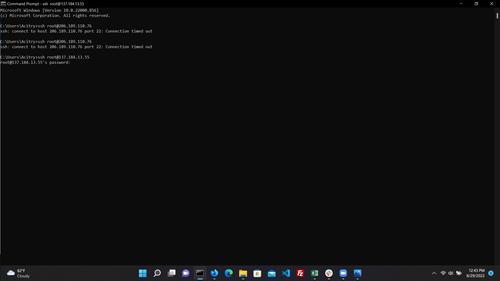 Command Prompt - ssh root@137.184.13.55
Microsoft Windows [Version 10.0.22000.856]
(c) Microsoft Corporation. All rights reserved.
C:\Users\Acitry>ssh root@206.189.110.76
ssh: connect to host 206.189.110.76 port 22: Connection timed out
C:\Users\Acitry>ssh root@206.189.110.76
ssh: connect to host 206.189.110.76 port 22: Connection timed out
C:\Users\Acitry>ssh root@137.184.13.55
root@137.184.13.55's password:
82°F
Cloudy
12:43 PM
8/29/2022